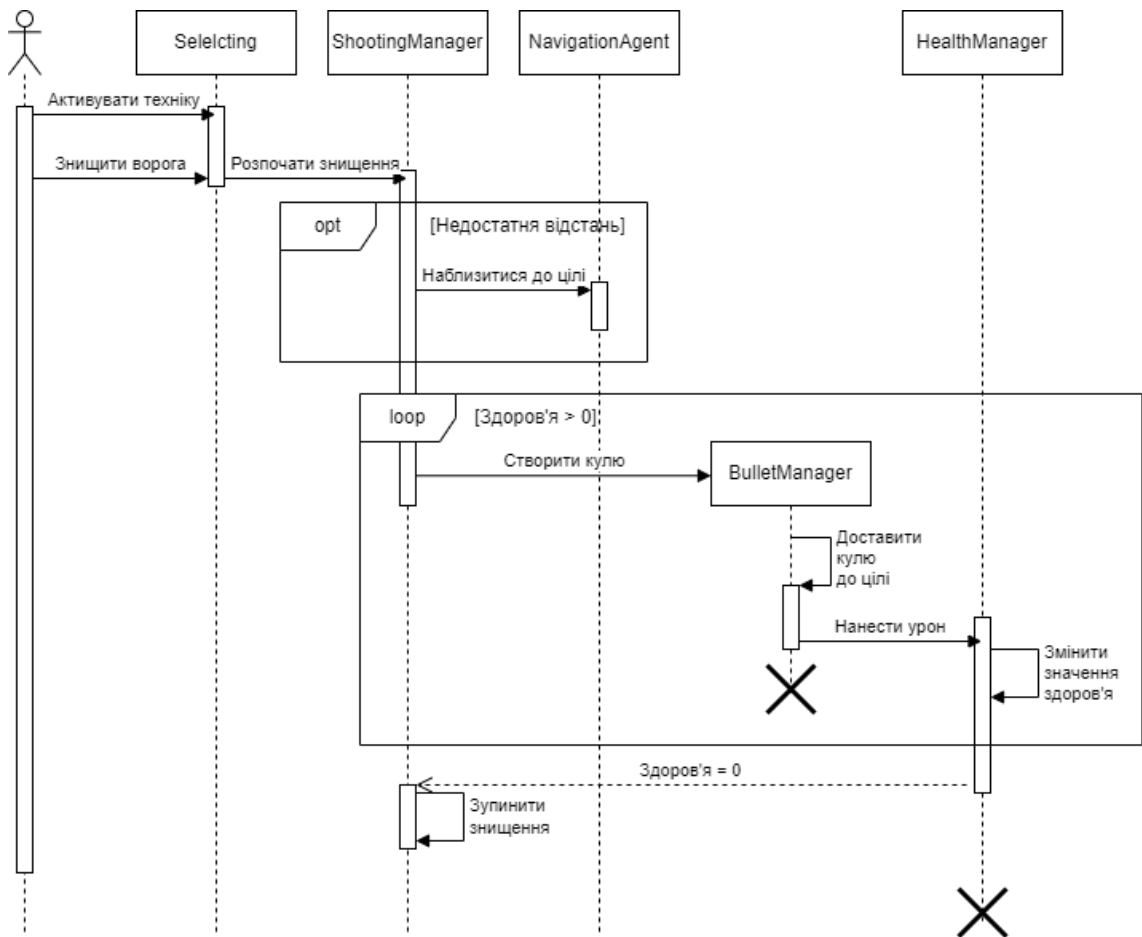 Selelcting
ShootingManager
NavigationAgent
HealthManager
Активувати техніку
Знищити ворога
Розпочати знищення
opt
[Недостатня відстань]
Наблизитися до цілі
loop
[Здоров'я > 0]
Створити кулю
BulletManager
Доставити
кулю
до цілі
Нанести урон
Змінити
значення
здоров'я
Здоров'я = 0
Зупинити
знищення